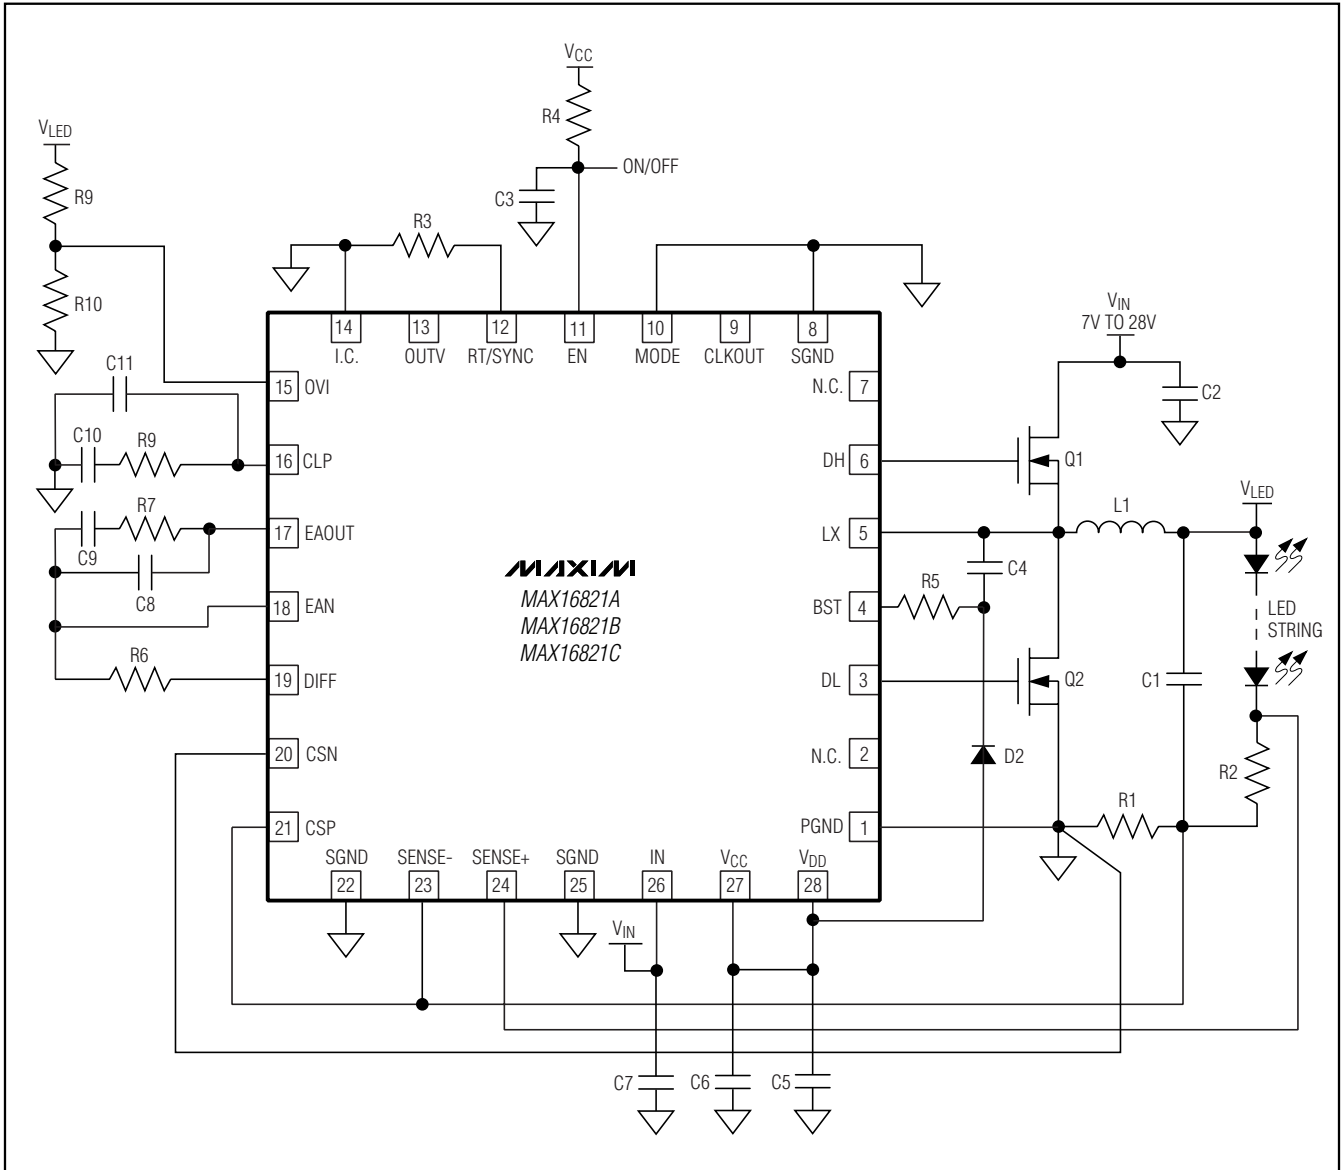 VCC
R4
VLED
ON/OFF
R9
C3
R3
R10
VIN
7V TO 28V
14
13
12
11
10
9
8
I.C.
OUTV
RT/SYNC
EN
MODE
CLKOUT
SGND
C11
15
OVI
N.C.
7
C2
C10
R9
16
CLP
DH
6
Q1
VLED
R7
L1
17
EAOUT
LX
5
C9
MAXIM
C4
C8
MAX16821A
R5
18
EAN
BST
4
LED
STRING
MAX16821B
MAX16821C
R6
19
DIFF
DL
3
Q2
C1
20
CSN
N.C.
2
D2
R2
R1
21
CSP
PGND
1
SGND
SENSE-
SENSE+
SGND
IN
VCC
VDD
22
23
24
25
26
27
28
VIN
C7
C6
C5